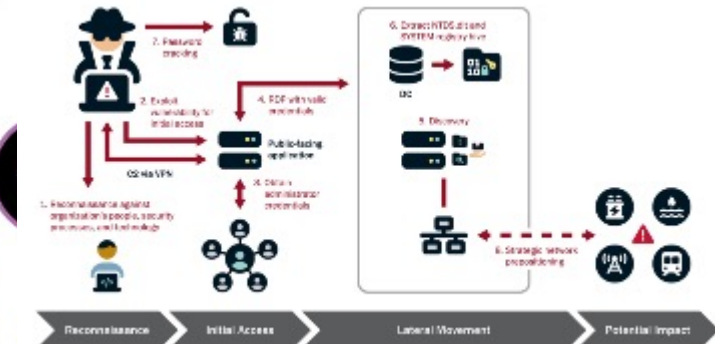 7. Password
cracking
2. Exploit
vulnerability for
initial access
4. RDP with valid
credentials
Public-facing
application
C2 via VPN
3. Obtain
administrator
credentials
1. Reconnaissance against
organization's people, security
processes, and technology
6. Extract NTDS.dit and
SYSTEM registry hive
DC
5. Discovery
8. Strategic network
prepositioning
Reconnaissance
Initial Access
Lateral Movement
Potential Impact